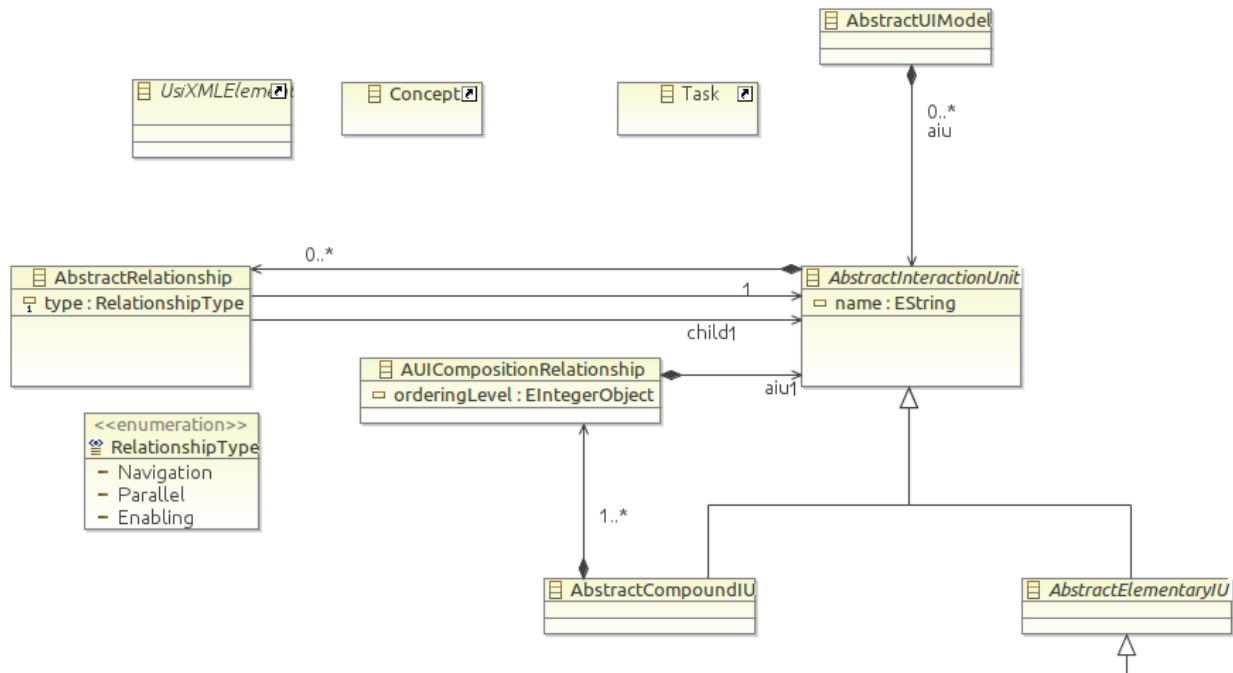 AbstractUIModel
UsiXMLElement
Concept
Task
0..*
aiu
0..*
AbstractRelationship
type : RelationshipType
1
child1
AbstractInteractionUnit
name : EString
AUICompositionRelationship
orderingLevel : EIntegerObject
aiu1
<<enumeration>>
RelationshipType
Navigation
Parallel
Enabling
1..*
AbstractCompoundIU
AbstractElementaryIU